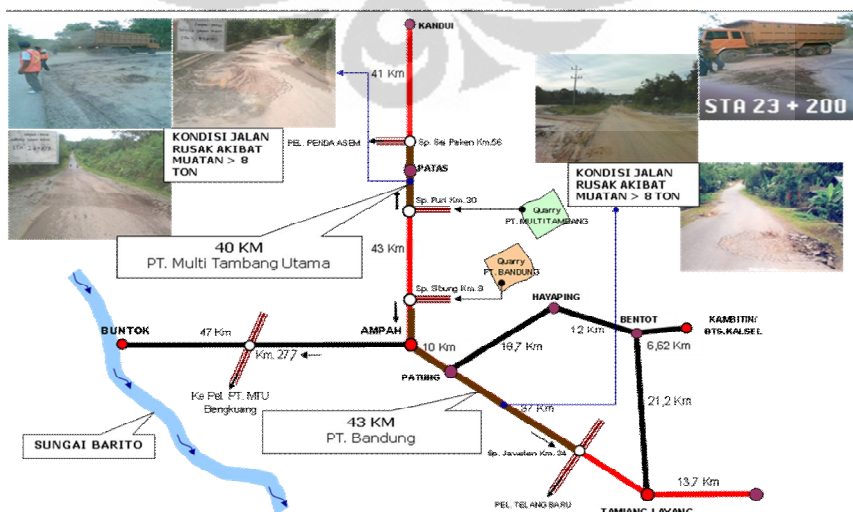 KANDUI
41 Km
STA 23 + 200
KONDISI JALAN
RUSAK AKIBAT
MUATAN > 8
TON
PEL. PENDA ASEM
Sp. Sei Paken Km.56
PATAS
KONDISI JALAN
RUSAK AKIBAT
MUATAN > 8 TON
Sp. Puri Km. 30
Quarry
PT. MULTI TAMBANG
40 KM
PT. Multi Tambang Utama
43 Km
Quarry
PT. BANDUNG
Sp. Sibung Km. 9
HAYAPING
BENTOT
KAMBITIN/
BTS.KALSEL
BUNTOK
47 Km
AMPAH
10 Km
12 Km
6,62 Km
Km. 27,7
18,7 Km
PATUNG
Ke Pel. PT. MTU
Bengkuang
37 Km
21,2 Km
43 KM
PT. Bandung
SUNGAI BARITO
Sp. Jaweten Km. 34
13,7 Km
PEL. TELANG BARU
TAMIANG LAYANG